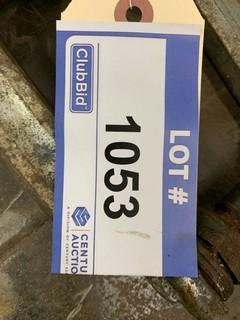 LOT #
1053
ClubBid
CENTU
AUCTIO